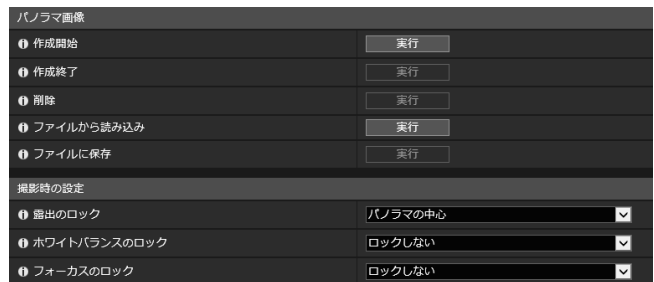 パノラマ画像
作成開始 実行
作成終了 実行
削除 実行
ファイルから読み込み 実行
ファイルに保存 実行
撮影時の設定
露出のロック パノラマの中心
ホワイトバランスのロック ロックしない
フォーカスのロック ロックしない